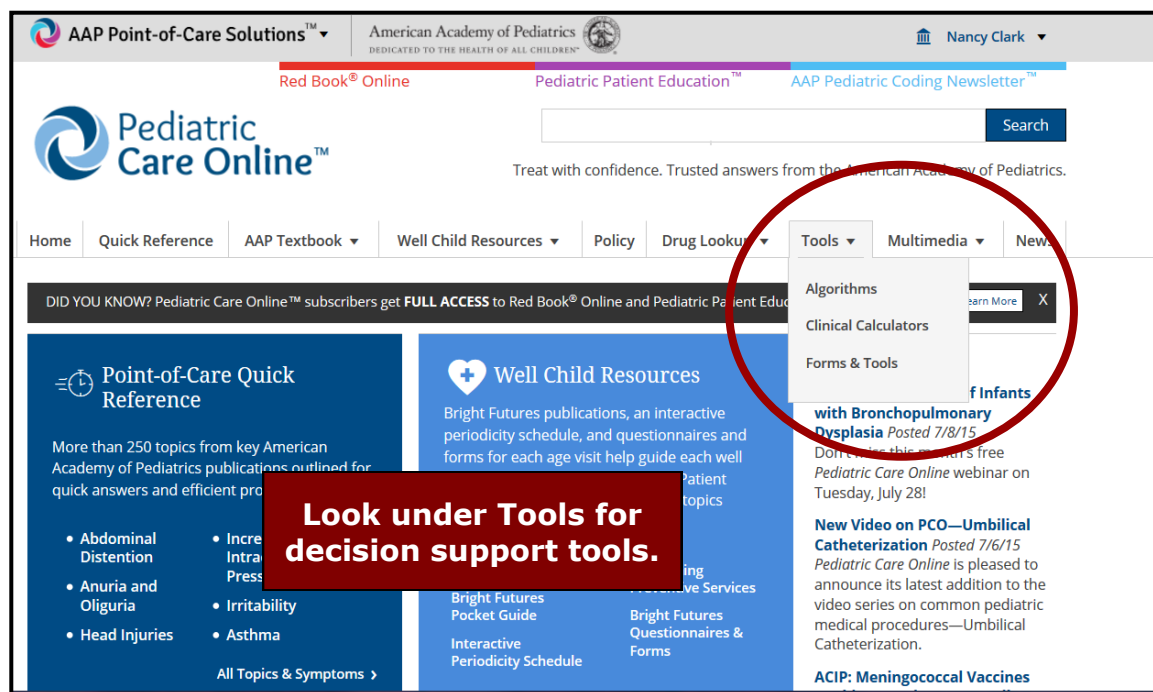 AAP Point-of-Care Solutions™
American Academy of Pediatrics
DEDICATED TO THE HEALTH OF ALL CHILDREN™
Nancy Clark
Red Book® Online
Pediatric Patient Education™
AAP Pediatric Coding Newsletter™
Pediatric
Care Online™
Search
Treat with confidence. Trusted answers from the American Academy of Pediatrics.
Home Quick Reference AAP Textbook Well Child Resources Policy Drug Lookup Tools Multimedia News
Algorithms
Clinical Calculators
Forms & Tools
DID YOU KNOW? Pediatric Care Online™ subscribers get FULL ACCESS to Red Book® Online and Pediatric Patient Educ
earn More X
Point-of-Care Quick
Reference
More than 250 topics from key American
Academy of Pediatrics publications outlined for
quick answers and efficient pro
• Abdominal
Distention
• Anuria and
Oliguria
• Head Injuries
• Incre
Intra
Press
• Irritability
• Asthma
All Topics & Symptoms ›
Well Child Resources
Bright Futures publications, an interactive
periodicity schedule, and questionnaires and
forms for each age visit help guide each well
Patient
topics
Bright Futures
Pocket Guide
Interactive
Periodicity Schedule
ing
Preventive Services
Bright Futures
Questionnaires &
Forms
Look under Tools for
decision support tools.
f Infants
with Bronchopulmonary
Dysplasia Posted 7/8/15
Don't miss this month's free
Pediatric Care Online webinar on
Tuesday, July 28!
New Video on PCO—Umbilical
Catheterization Posted 7/6/15
Pediatric Care Online is pleased to
announce its latest addition to the
video series on common pediatric
medical procedures—Umbilical
Catheterization.
ACIP: Meningococcal Vaccines